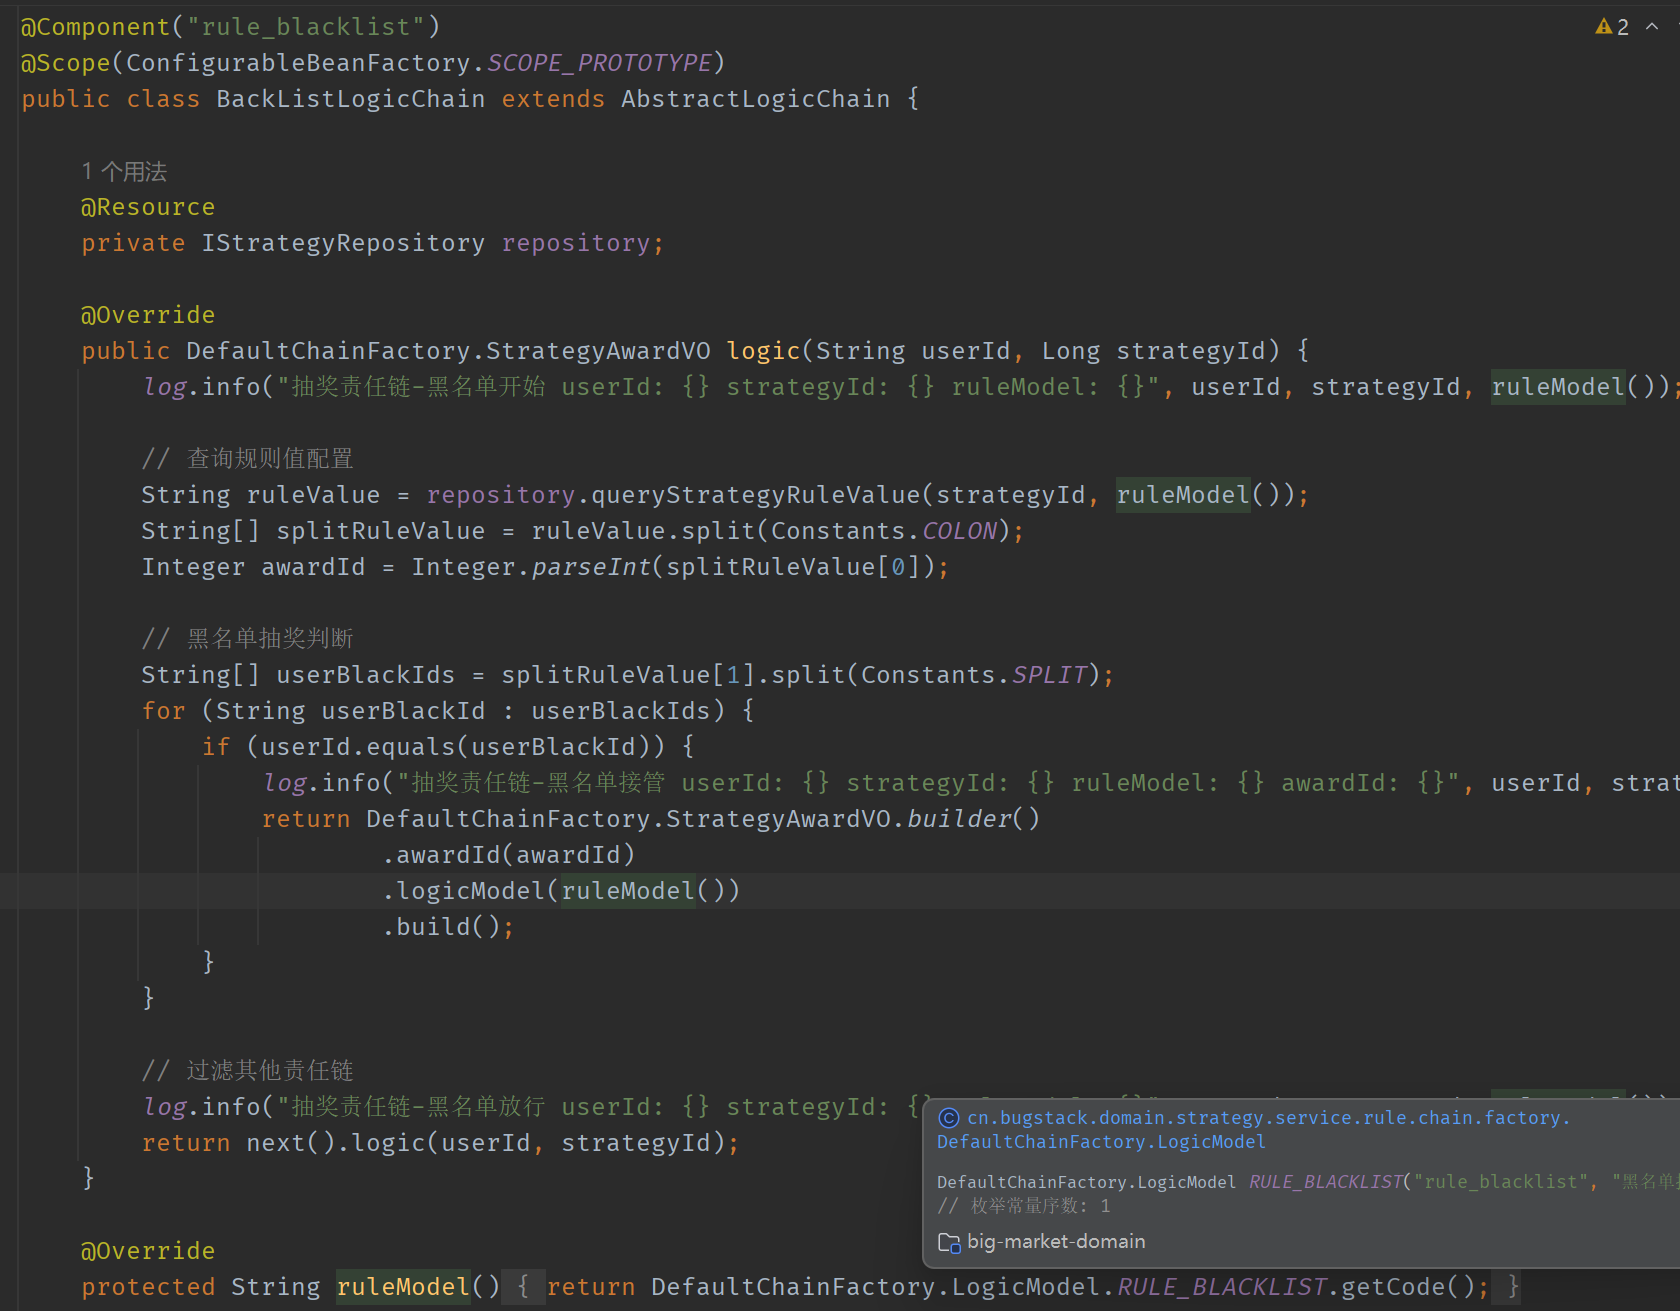 @Component("rule_blacklist")
2
@Scope(ConfigurableBeanFactory.SCOPE_PROTOTYPE)
public class BackListLogicChain extends AbstractLogicChain {
1 个用法
@Resource
private IStrategyRepository repository;
@Override
public DefaultChainFactory.StrategyAwardVO logic(String userId, Long strategyId) {
log.info("抽奖责任链-黑名单开始 userId: {} strategyId: {} ruleModel: {}", userId, strategyId, ruleModel());
// 查询规则值配置
String ruleValue = repository.queryStrategyRuleValue(strategyId, ruleModel());
String[] splitRuleValue = ruleValue.split(Constants.COLON);
Integer awardId = Integer.parseInt(splitRuleValue[0]);
// 黑名单抽奖判断
String[] userBlackIds = splitRuleValue[1].split(Constants.SPLIT);
for (String userBlackId : userBlackIds) {
if (userId.equals(userBlackId)) {
log.info("抽奖责任链-黑名单接管 userId: {} strategyId: {} ruleModel: {} awardId: {}", userId, strat
return DefaultChainFactory.StrategyAwardVO.builder()
.awardId(awardId)
.logicModel(ruleModel())
.build();
}
}
// 过滤其他责任链
log.info("抽奖责任链-黑名单放行 userId: {} strategyId: {
return next().logic(userId, strategyId);
}
cn.bugstack.domain.strategy.service.rule.chain.factory.
DefaultChainFactory.LogicModel
DefaultChainFactory.LogicModel RULE_BLACKLIST("rule_blacklist", "黑名单
// 枚举常量序数: 1
big-market-domain
@Override
protected String ruleModel() { return DefaultChainFactory.LogicModel.RULE_BLACKLIST.getCode(); }